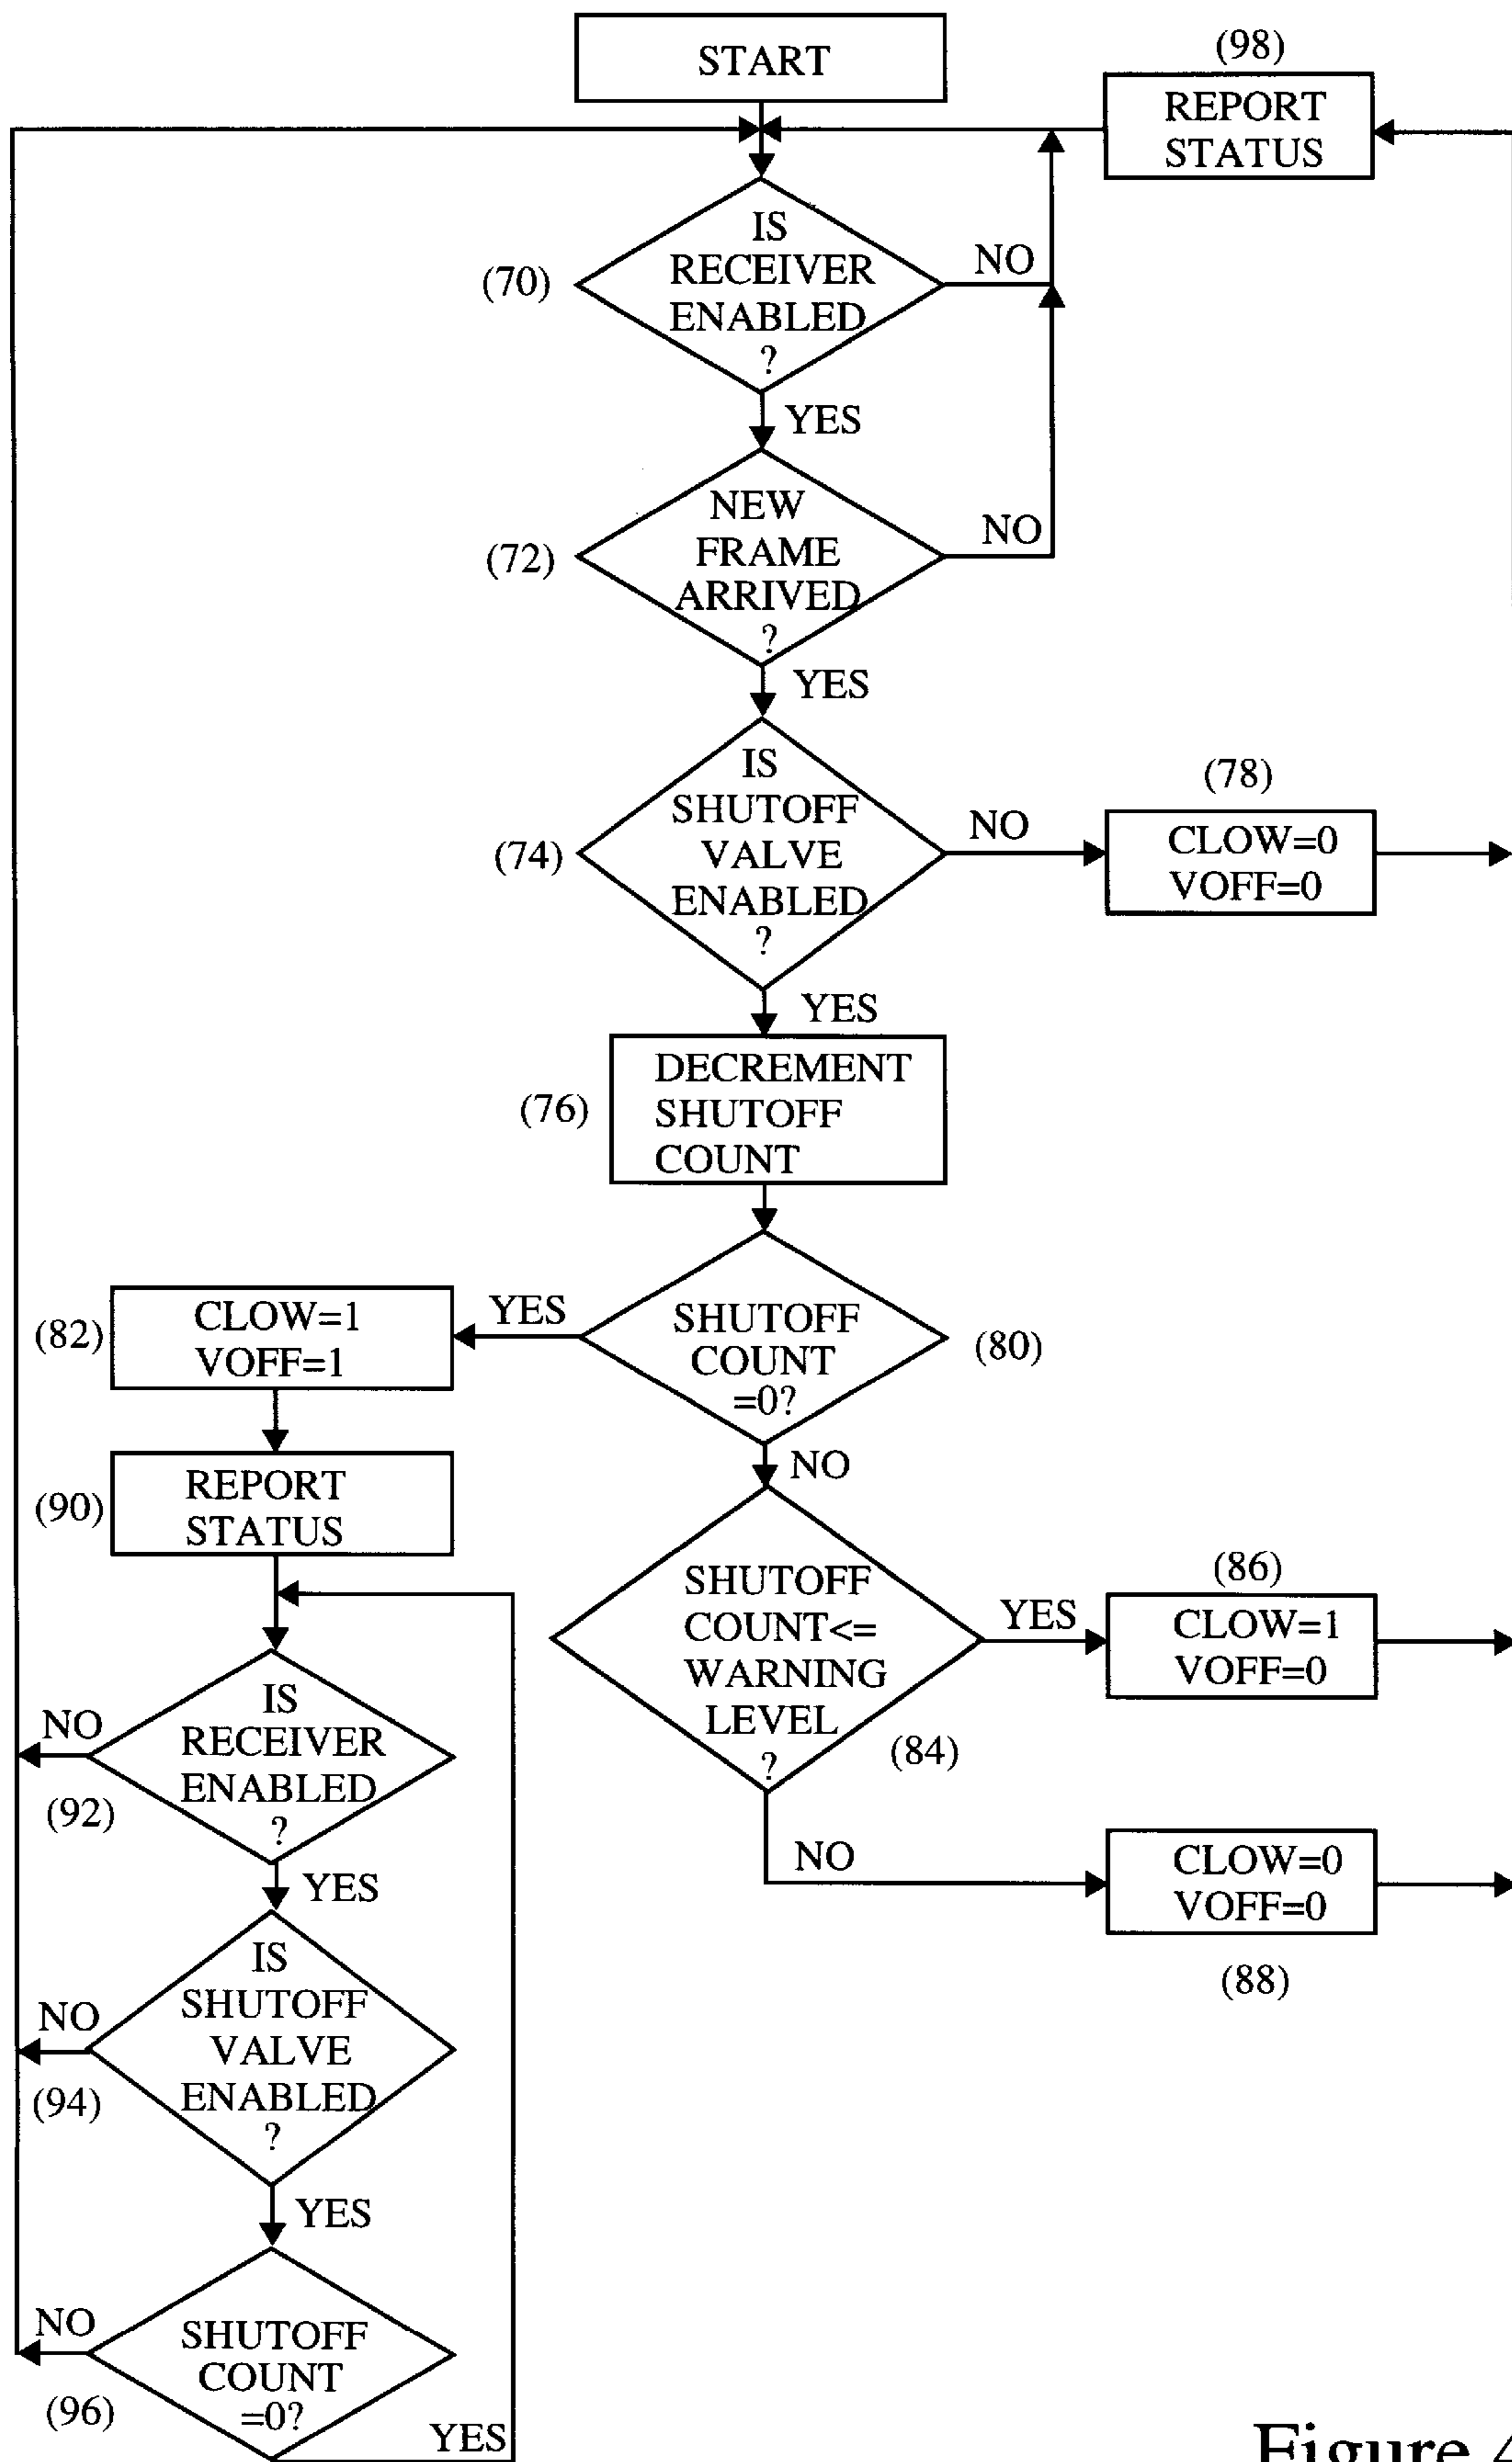 START
(98)
REPORT
STATUS
IS
RECEIVER
ENABLED
?
(70)
NO
YES
NEW
FRAME
ARRIVED
?
(72)
NO
YES
IS
SHUTOFF
VALVE
ENABLED
?
(74)
NO
(78)
CLOW=0
VOFF=0
YES
DECREMENT
SHUTOFF
COUNT
(76)
SHUTOFF
COUNT
=0?
(80)
YES
CLOW=1
VOFF=1
(82)
REPORT
STATUS
(90)
NO
SHUTOFF
COUNT<=
WARNING
LEVEL
?
(84)
YES
(86)
CLOW=1
VOFF=0
NO
CLOW=0
VOFF=0
(88)
IS
RECEIVER
ENABLED
?
NO
(92)
YES
IS
SHUTOFF
VALVE
ENABLED
?
NO
(94)
YES
SHUTOFF
COUNT
=0?
NO
(96)
YES
Figure 4